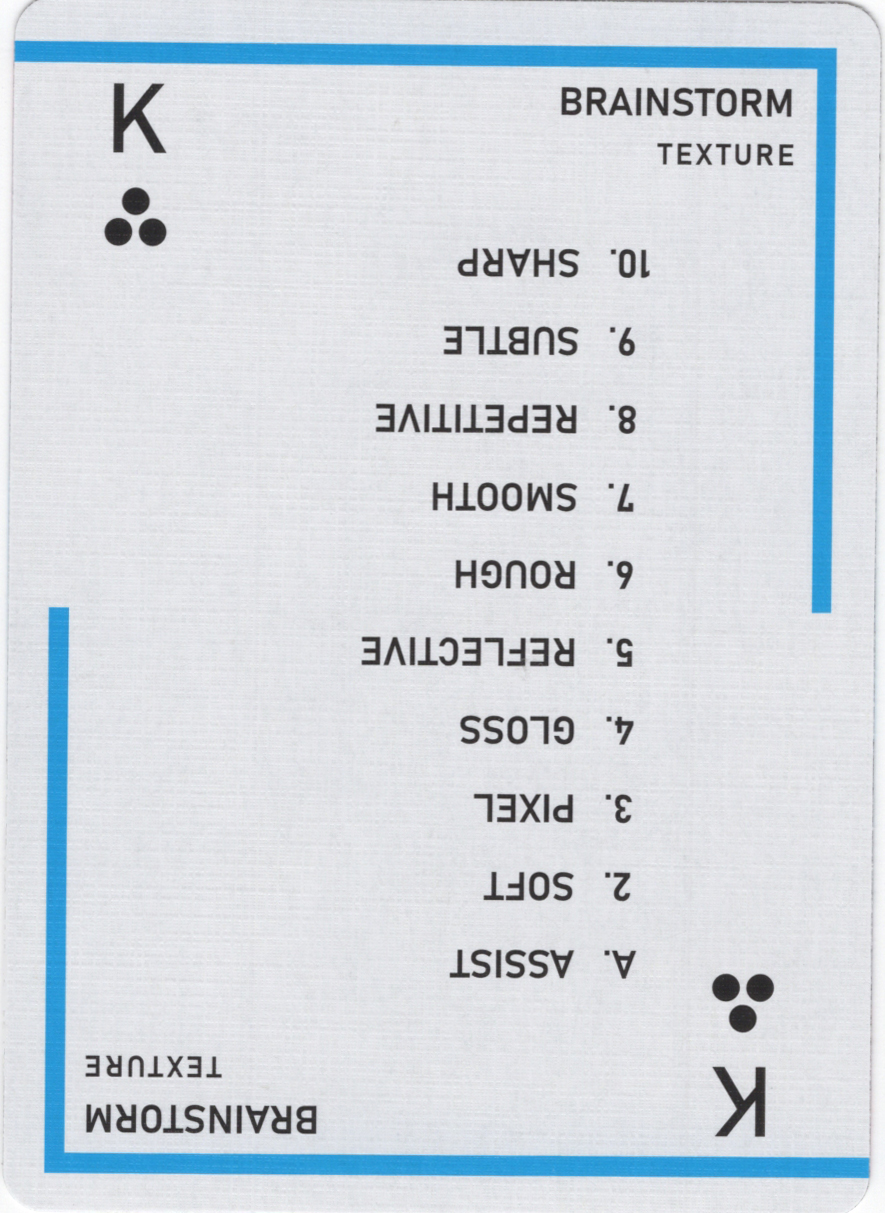 K
BRAINSTORM
TEXTURE
A. ASSIST
2. SOFT
3. PIXEL
4. GLOSS
5. REFLECTIVE
6. ROUGH
7. SMOOTH
8. REPETITIVE
9. SUBTLE
10. SHARP
K
BRAINSTORM
TEXTURE